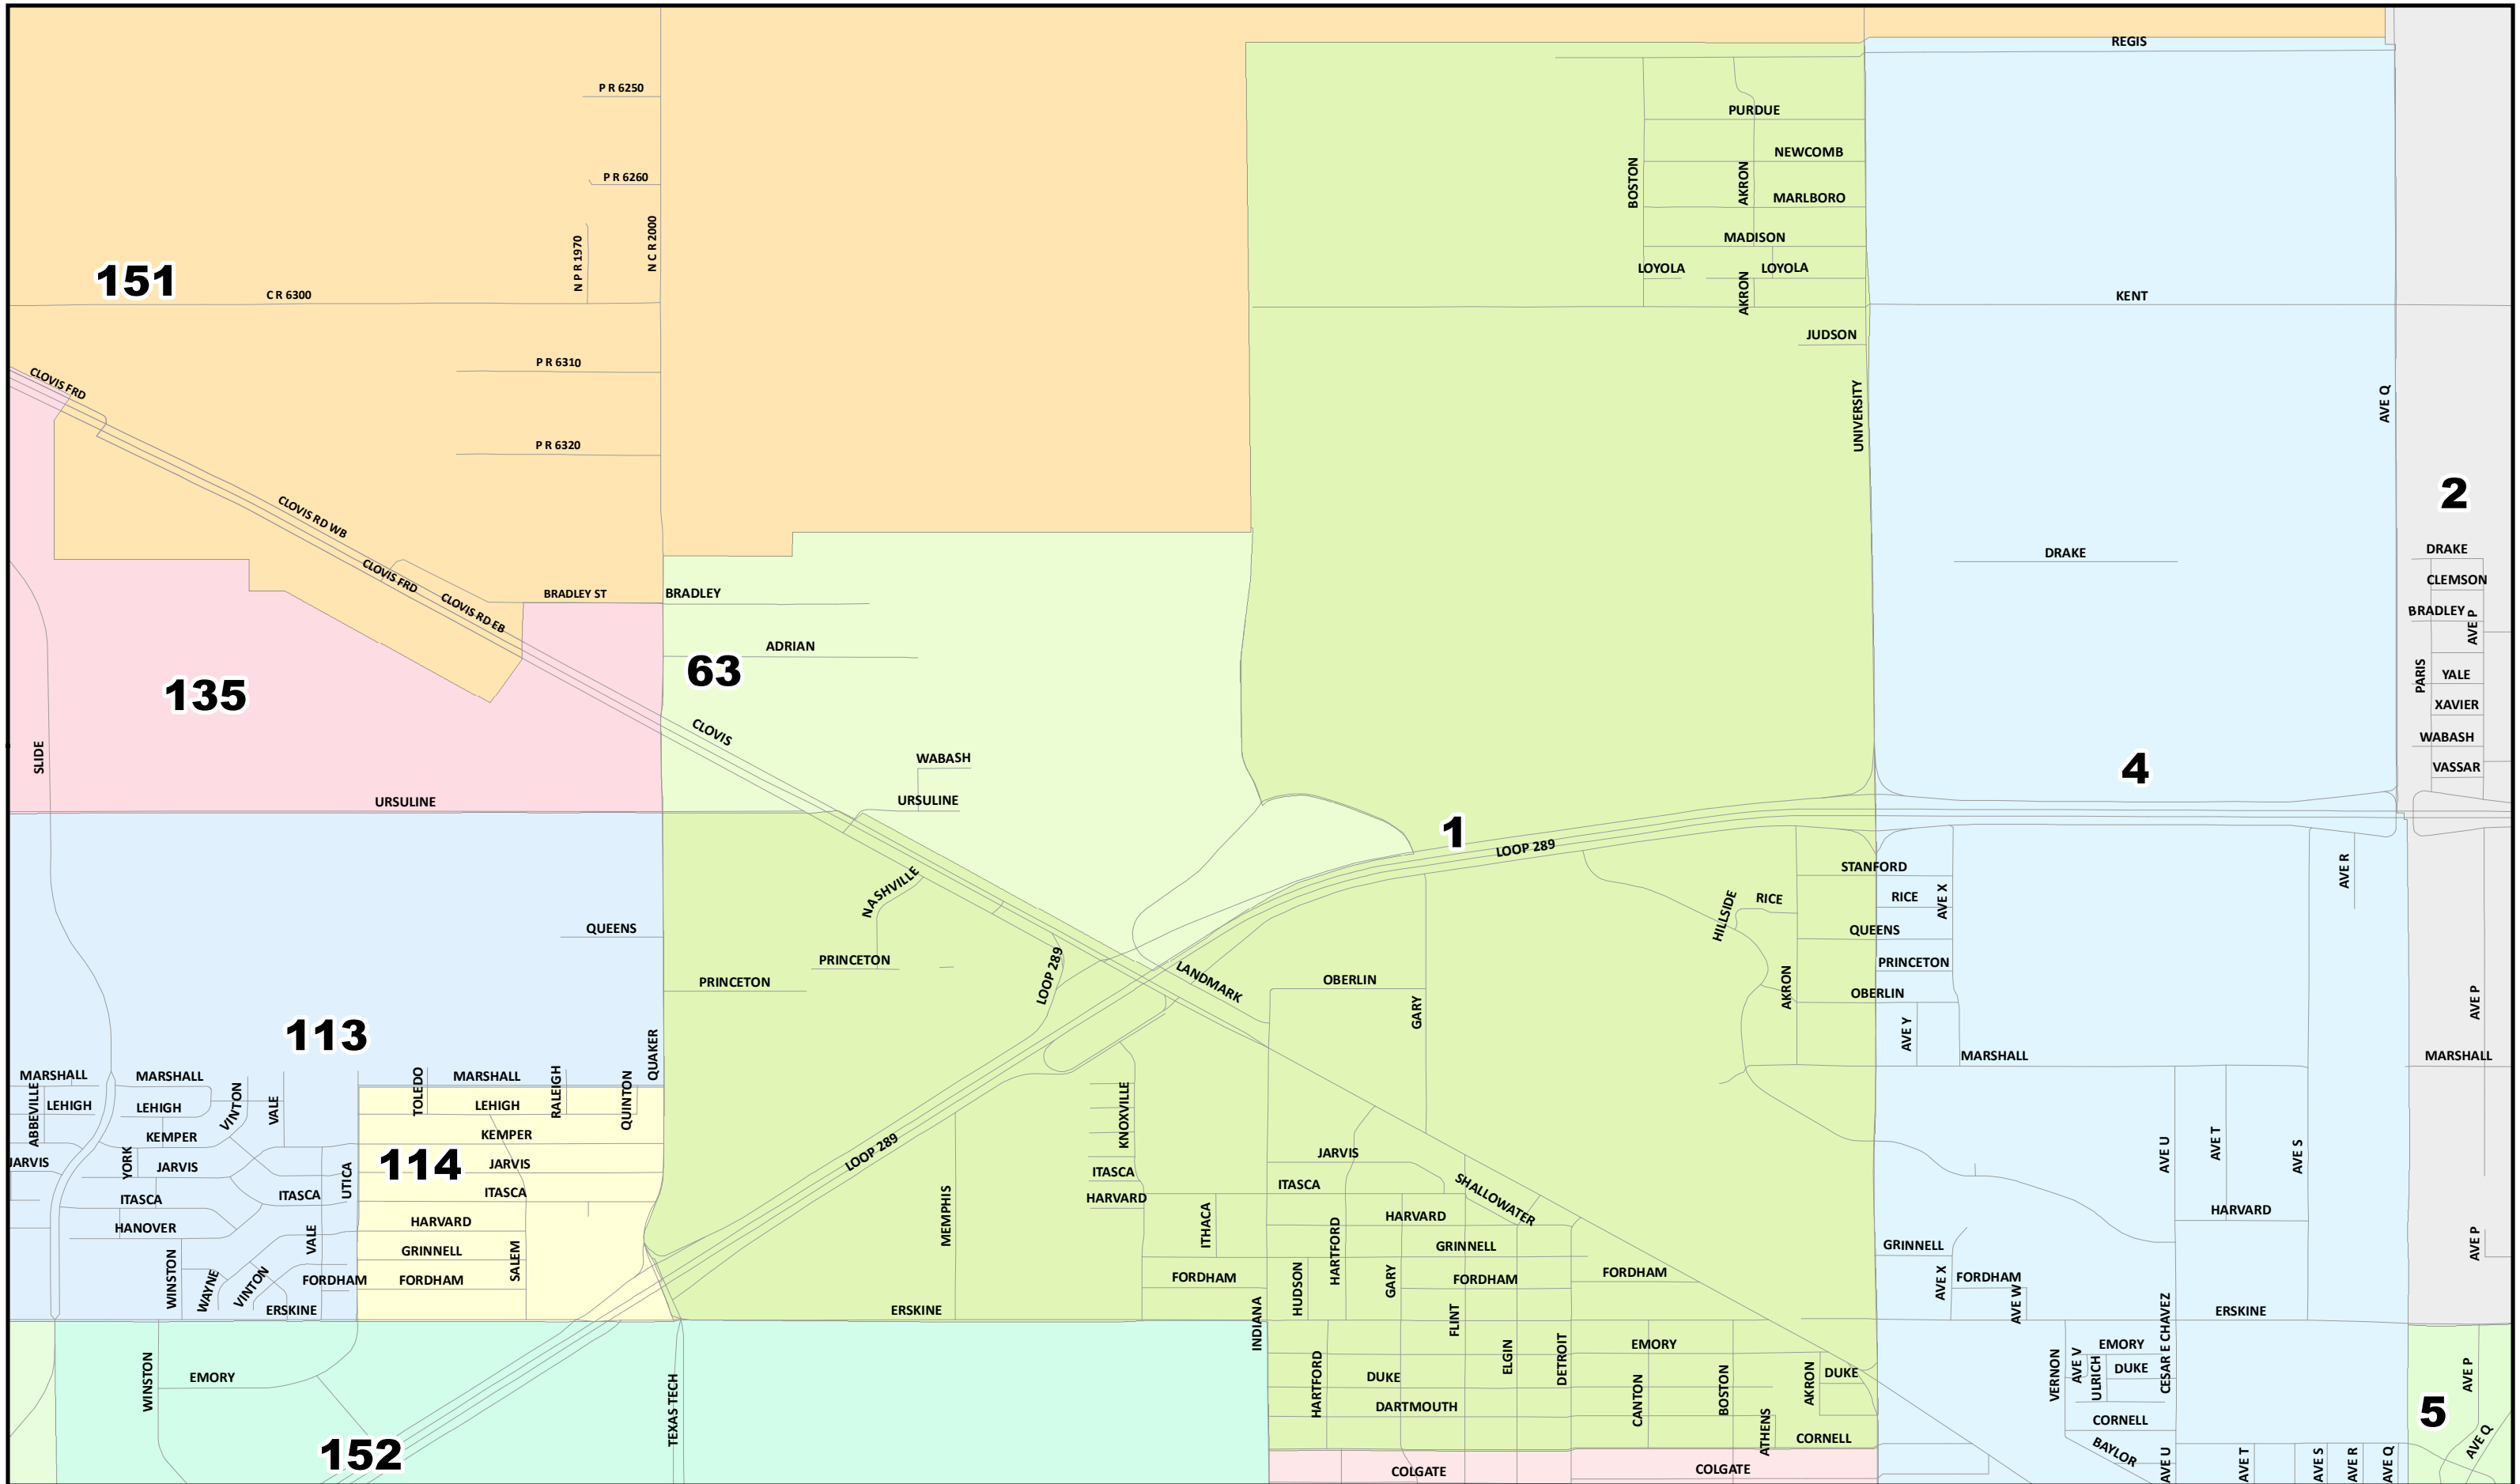 REGIS
P R 6250
PURDUE
NEWCOMB
P R 6260
BOSTON
AKRON
MARLBORO
N C R 2000
N P R 1970
MADISON
LOYOLA
LOYOLA
151
C R 6300
AKRON
KENT
JUDSON
P R 6310
CLOVIS FRD
UNIVERSITY
AVE Q
P R 6320
2
CLOVIS RD WB
DRAKE
DRAKE
CLOVIS FRD
CLEMSON
BRADLEY ST
BRADLEY
BRADLEY
AVE P
CLOVIS RD EB
ADRIAN
63
PARIS
YALE
135
XAVIER
CLOVIS
WABASH
SLIDE
WABASH
4
VASSAR
URSULINE
URSULINE
1
LOOP 289
STANFORD
AVE R
NASHVILLE
RICE
RICE
AVE X
HILLSIDE
QUEENS
QUEENS
PRINCETON
PRINCETON
LOOP 289
LANDMARK
PRINCETON
OBERLIN
AKRON
OBERLIN
AVE P
GARY
113
AVE Y
QUAKER
MARSHALL
MARSHALL
MARSHALL
MARSHALL
MARSHALL
TOLEDO
RALEIGH
QUINTON
ABBEVILLE
LEHIGH
LEHIGH
VINTON
VALE
LEHIGH
KNOXVILLE
KEMPER
KEMPER
LOOP 289
JARVIS
YORK
JARVIS
114
JARVIS
JARVIS
AVE U
AVE T
AVE S
UTICA
ITASCA
ITASCA
ITASCA
ITASCA
ITASCA
SHALLOWATER
HARVARD
MEMPHIS
ITHACA
HANOVER
VALE
HARVARD
HARVARD
HARVARD
HARTFORD
GRINNELL
SALEM
GRINNELL
GRINNELL
AVE P
WINSTON
WAYNE
VINTON
FORDHAM
FORDHAM
FORDHAM
HUDSON
GARY
FORDHAM
FORDHAM
AVE X
FORDHAM
AVE W
ERSKINE
ERSKINE
INDIANA
FLINT
ERSKINE
CESAR E CHAVEZ
WINSTON
EMORY
HARTFORD
ELGIN
DETROIT
EMORY
EMORY
DUKE
DUKE
AKRON
VERNON
AVE V
ULRICH
DUKE
AVE P
TEXAS TECH
DARTMOUTH
CANTON
BOSTON
ATHENS
CORNELL
CORNELL
5
152
BAYLOR
AVE Q
COLGATE
COLGATE
AVE U
AVE T
AVE S
AVE R
AVE Q